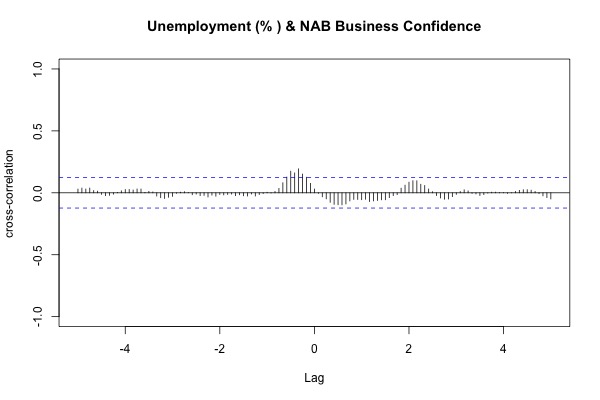 Unemployment (% ) & NAB Business Confidence
cross-correlation
1.0
0.5
0.0
-0.5
-1.0
-4 -2 0 2 4
Lag